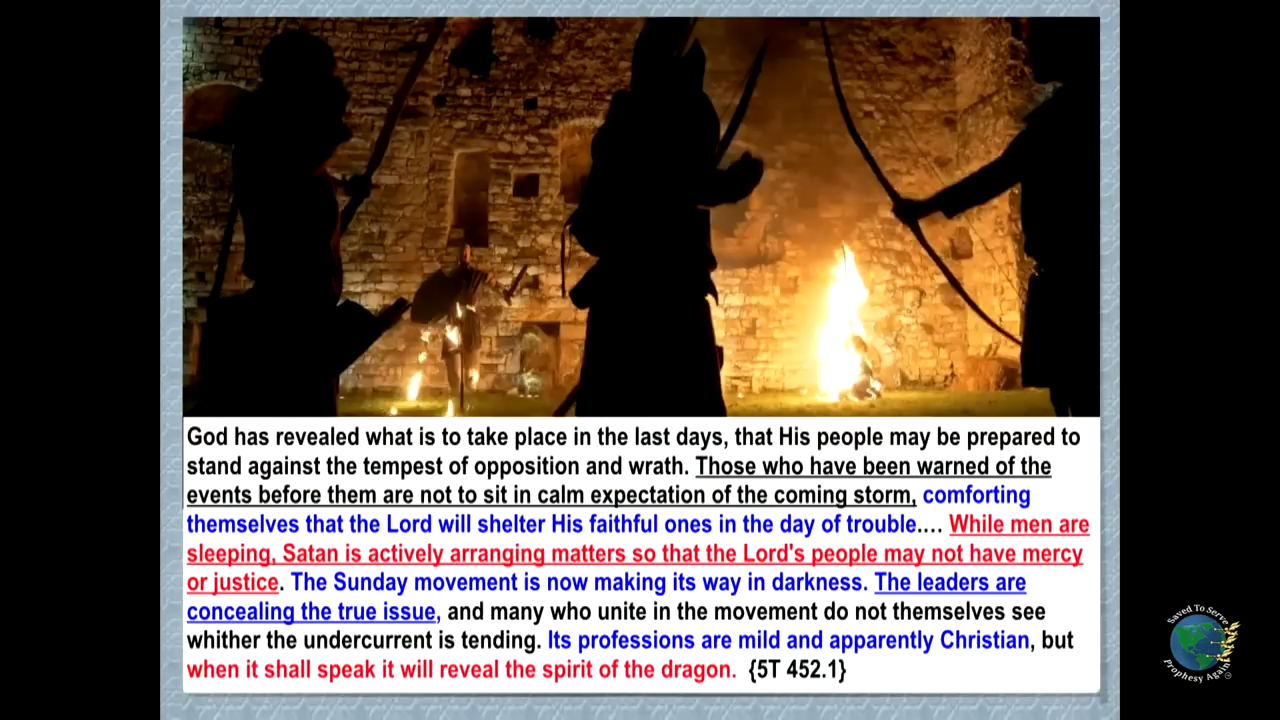 God has revealed what is to take place in the last days, that His people may be prepared to
stand against the tempest of opposition and wrath. Those who have been warned of the
events before them are not to sit in calm expectation of the coming storm, comforting
themselves that the Lord will shelter His faithful ones in the day of trouble.… While men are
sleeping, Satan is actively arranging matters so that the Lord's people may not have mercy
or justice. The Sunday movement is now making its way in darkness. The leaders are
concealing the true issue, and many who unite in the movement do not themselves see
whither the undercurrent is tending. Its professions are mild and apparently Christian, but
when it shall speak it will reveal the spirit of the dragon. {5T 452.1}
Saved To Serve
Prophesy Again